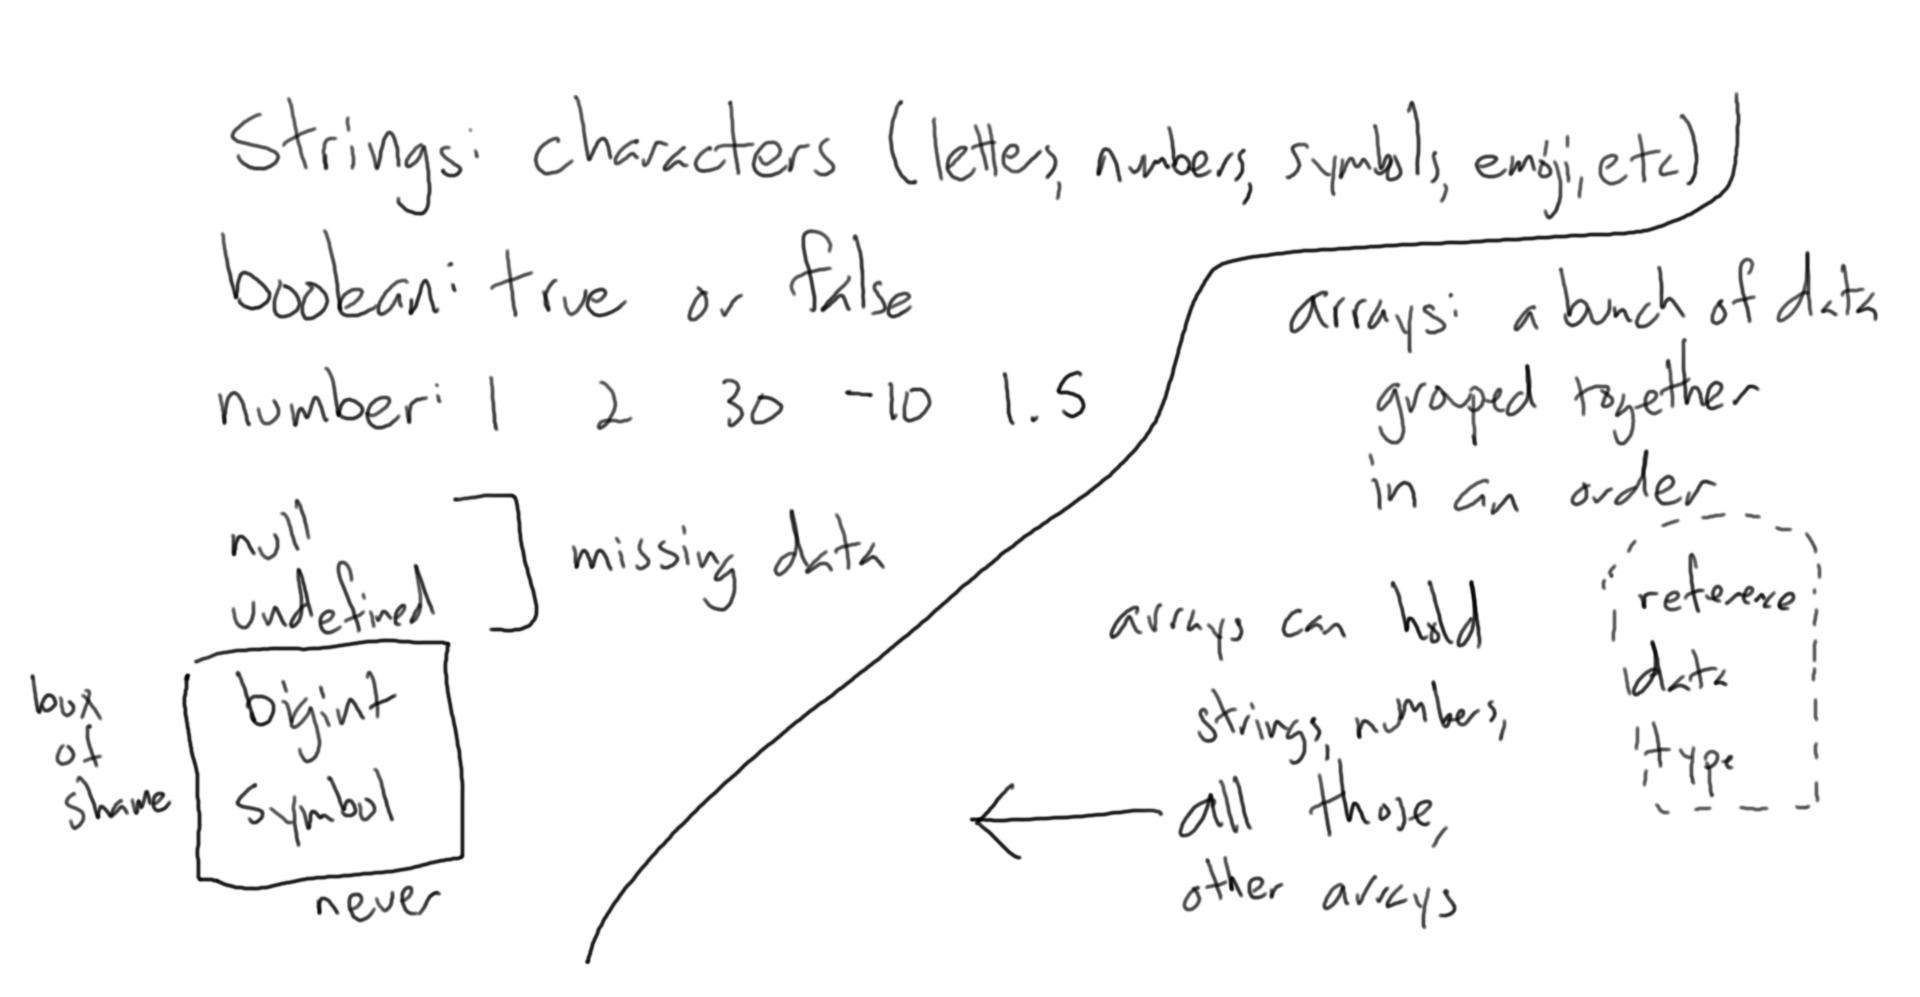 Strings: characters (letters, numbers, symbols, emoji, etc)
boolean: true or false
number: 1 2 30 -10 1.5
null
undefined
missing data
box
of
shame
bigint
symbol
never
arrays: a bunch of data
grouped together
in an order
arrays can hold
strings, numbers,
all those,
other arrays
reference
data
type